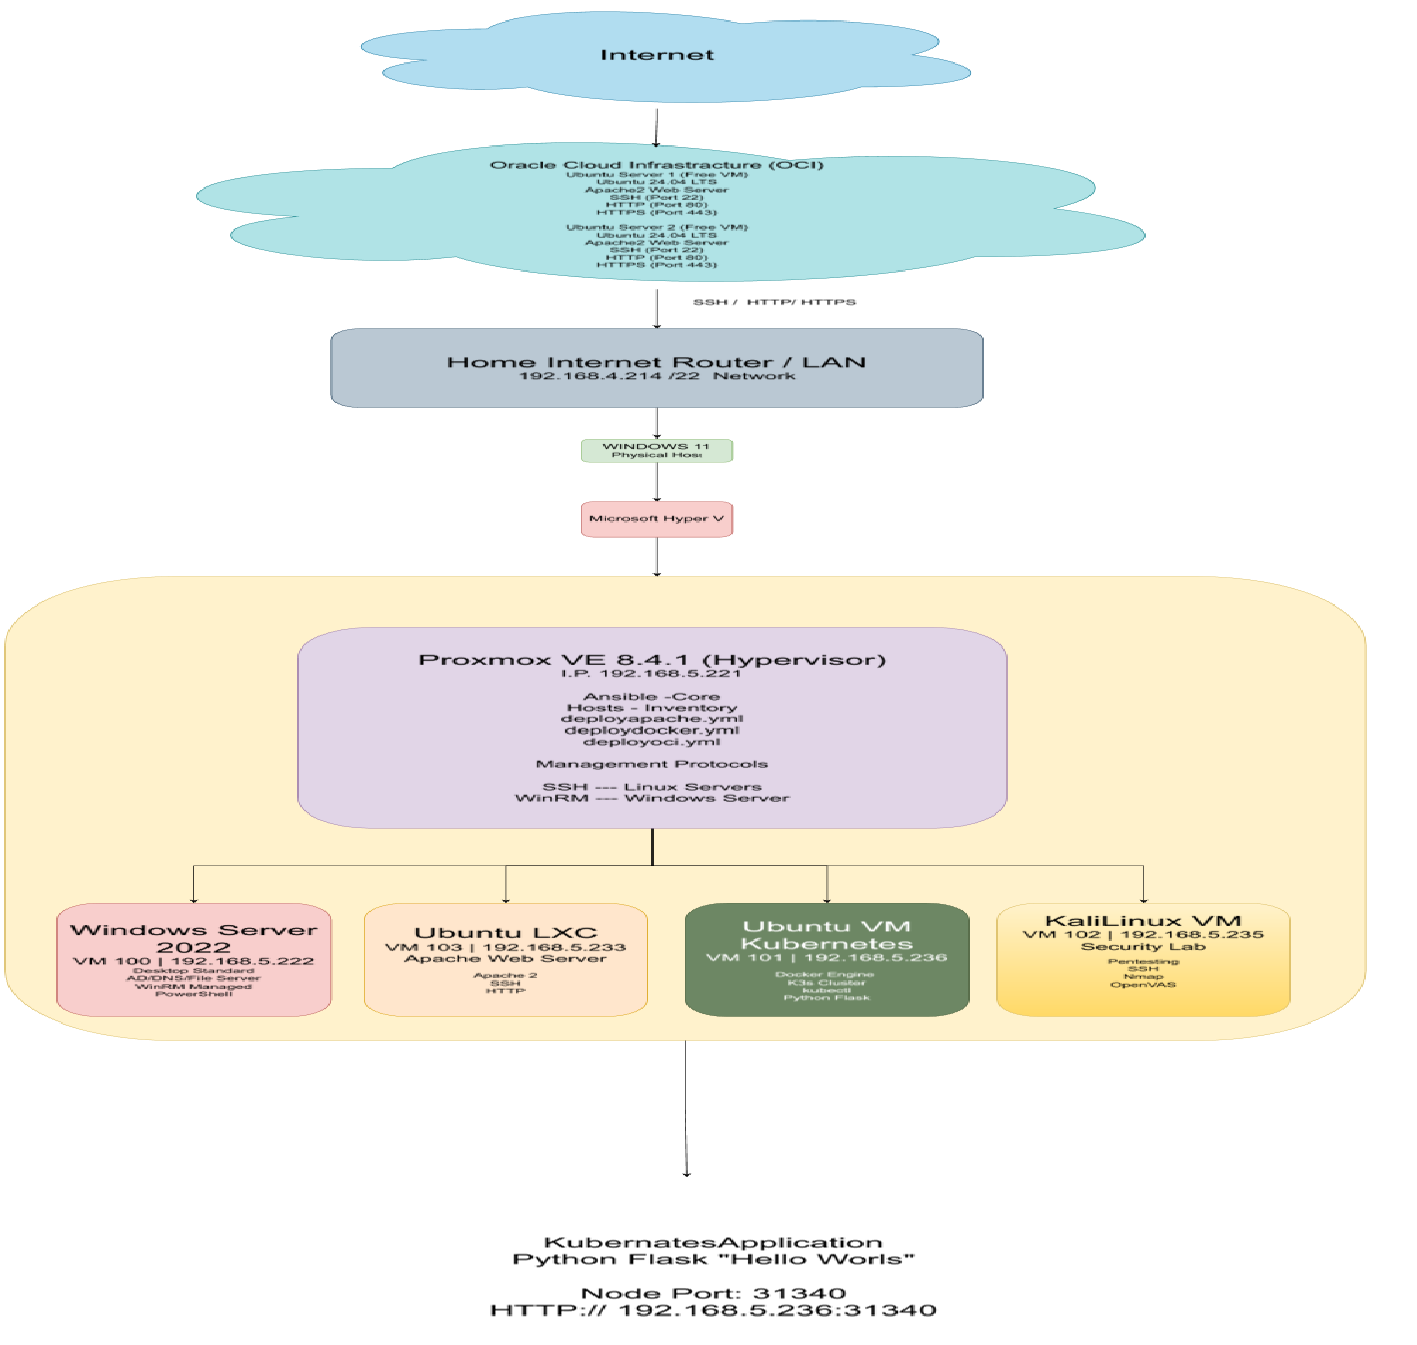 Internet
Oracle Cloud Infrastracture (OCI)
Ubuntu Server 1 (Free VM)
Ubuntu 24.04 LTS
Apache2 Web Server
SSH (Port 22)
HTTP (Port 80)
HTTPS (Port 443)
Ubuntu Server 2 (Free VM)
Ubuntu 24.04 LTS
Apache2 Web Server
SSH (Port 22)
HTTP (Port 80)
HTTPS (Port 443)
SSH / HTTP/ HTTPS
Home Internet Router / LAN
192.168.4.214 /22 Network
WINDOWS 11
Physical Host
Microsoft Hyper V
Proxmox VE 8.4.1 (Hypervisor)
I.P. 192.168.5.221
Ansible -Core
Hosts - Inventory
deployapache.yml
deploydocker.yml
deployoci.yml
Management Protocols
SSH --- Linux Servers
WinRM --- Windows Server
Windows Server
2022
VM 100 | 192.168.5.222
Desktop Standard
AD/DNS/File Server
WinRM Managed
PowerShell
Ubuntu LXC
VM 103 | 192.168.5.233
Apache Web Server
Apache 2
SSH
HTTP
Ubuntu VM
Kubernetes
VM 101 | 192.168.5.236
Docker Engine
K3s Cluster
kubectl
Python Flask
KaliLinux VM
VM 102 | 192.168.5.235
Security Lab
Pentesting
SSH
Nmap
OpenVAS
KubernatesApplication
Python Flask "Hello Worls"
Node Port: 31340
HTTP:// 192.168.5.236:31340